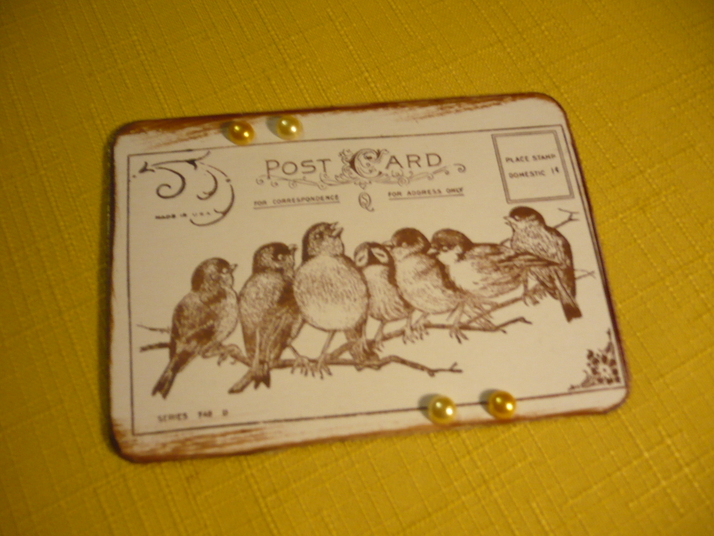 POST CARD
FOR CORRESPONDENCE
FOR ADDRESS ONLY
PLACE STAMP
DOMESTIC 1¢
MADE IN U.S.A.
SERIES 748 D